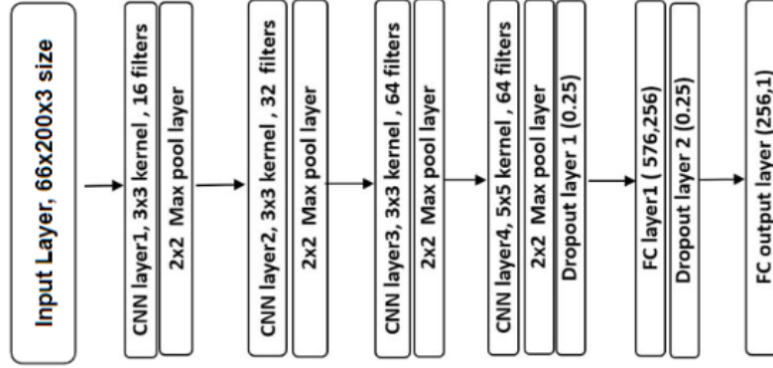 Input Layer, 66x200x3 size
CNN layer1, 3x3 kernel , 16 filters
2x2 Max pool layer
CNN layer2, 3x3 kernel , 32 filters
2x2 Max pool layer
CNN layer3, 3x3 kernel , 64 filters
2x2 Max pool layer
CNN layer4, 5x5 kernel , 64 filters
2x2 Max pool layer
Dropout layer 1 (0.25)
FC layer1 ( 576,256)
Dropout layer 2 (0.25)
FC output layer (256,1)